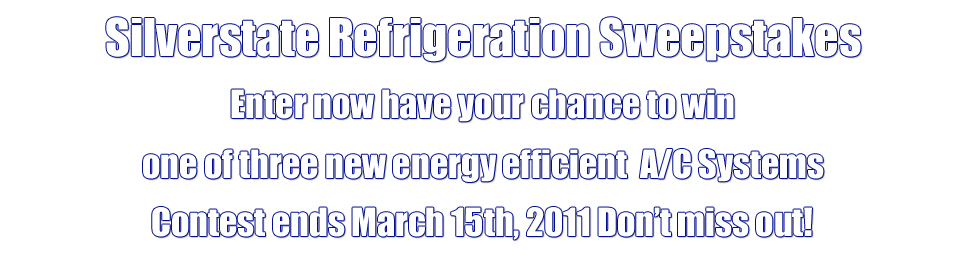 Silverstate Refrigeration Sweepstakes
Enter now have your chance to win
one of three new energy efficient A/C Systems
Contest ends March 15th, 2011 Don't miss out!